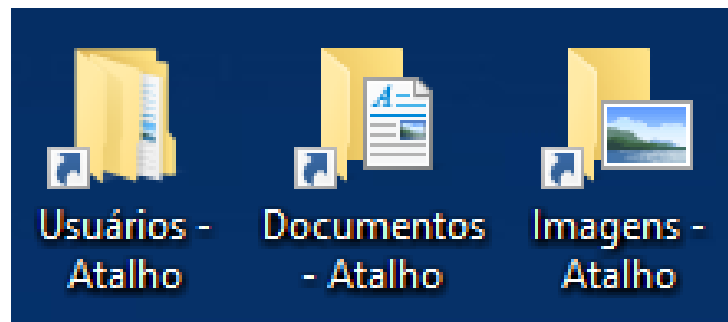 Usuários -
Atalho
Documentos
- Atalho
Imagens -
Atalho